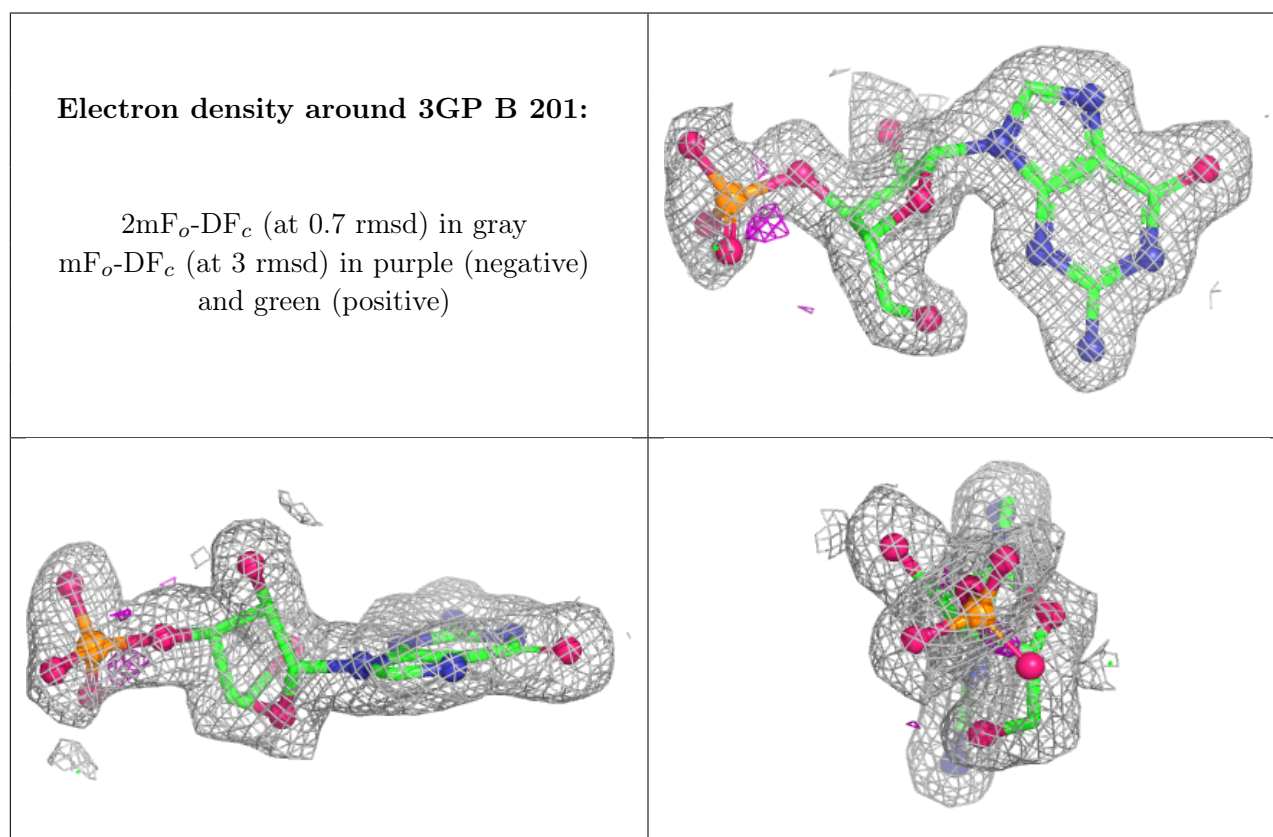 Electron density around 3GP B 201:
2mFo-DFc (at 0.7 rmsd) in gray
mFo-DFc (at 3 rmsd) in purple (negative)
and green (positive)